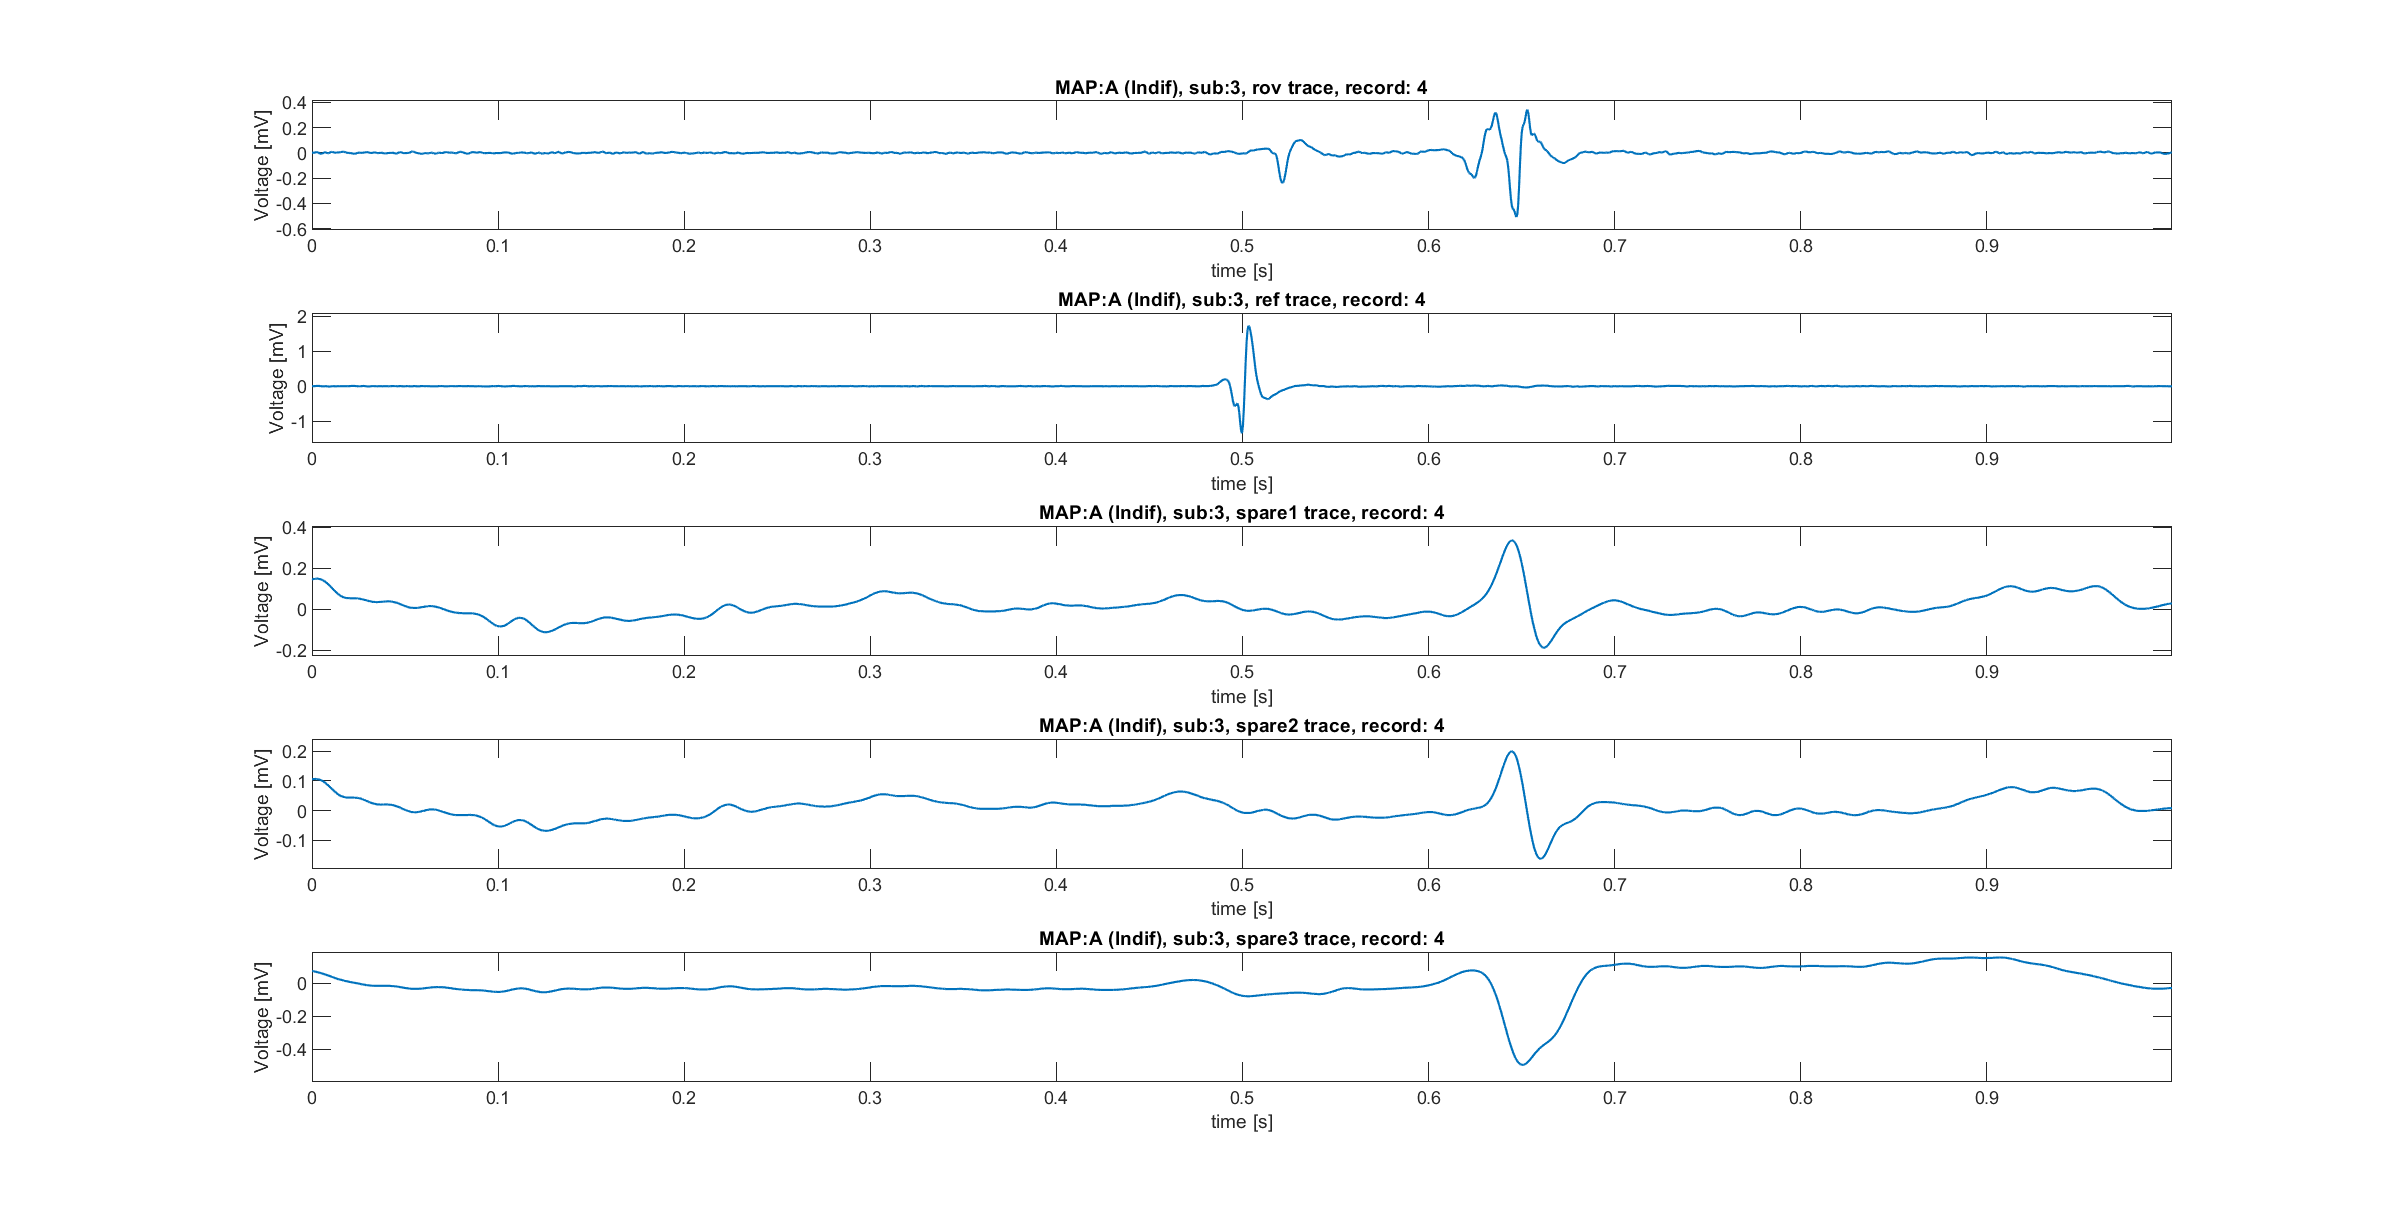 MAP:A (Indif), sub:3, rov trace, record: 4
Voltage [mV]
0.4
0.2
0
-0.2
-0.4
-0.6
0 0.1 0.2 0.3 0.4 0.5 0.6 0.7 0.8 0.9
time [s]
MAP:A (Indif), sub:3, ref trace, record: 4
Voltage [mV]
2
1
0
-1
0 0.1 0.2 0.3 0.4 0.5 0.6 0.7 0.8 0.9
time [s]
MAP:A (Indif), sub:3, spare1 trace, record: 4
Voltage [mV]
0.4
0.2
0
-0.2
0 0.1 0.2 0.3 0.4 0.5 0.6 0.7 0.8 0.9
time [s]
MAP:A (Indif), sub:3, spare2 trace, record: 4
Voltage [mV]
0.2
0.1
0
-0.1
0 0.1 0.2 0.3 0.4 0.5 0.6 0.7 0.8 0.9
time [s]
MAP:A (Indif), sub:3, spare3 trace, record: 4
Voltage [mV]
0
-0.2
-0.4
0 0.1 0.2 0.3 0.4 0.5 0.6 0.7 0.8 0.9
time [s]